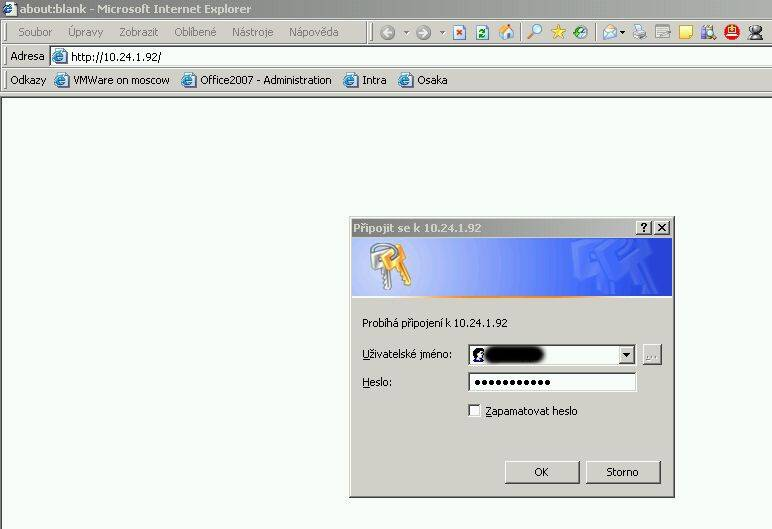 about:blank - Microsoft Internet Explorer
Soubor Úpravy Zobrazit Oblíbené Nástroje Nápověda
Adresa http://10.24.1.92/
Odkazy VMWare on moscow Office2007 - Administration Intra Osaka
Připojit se k 10.24.1.92
Probíhá připojení k 10.24.1.92
Uživatelské jméno:
Heslo: •••••••••••
Zapamatovat heslo
OK Storno